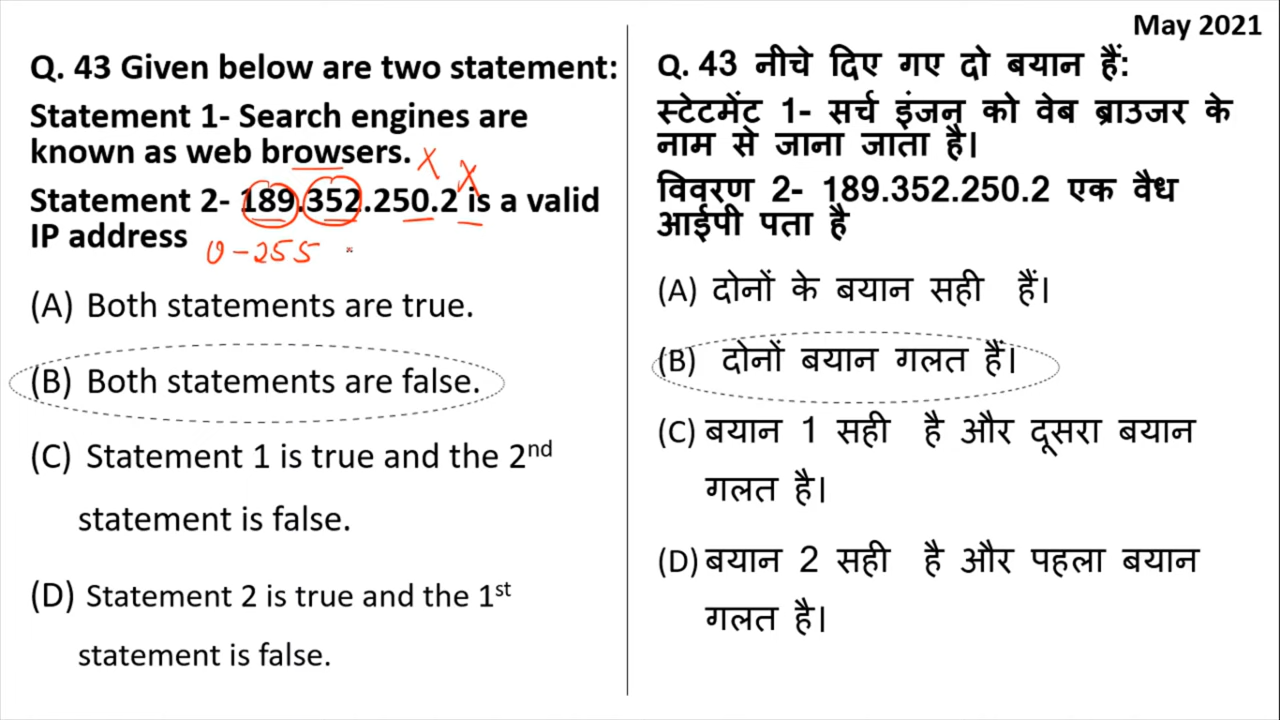 May 2021
Q. 43 Given below are two statement:
Statement 1- Search engines are
known as web browsers. x
Statement 2- 189.352.250.2 is a valid x
IP address
0-255
(A) Both statements are true.
(B) Both statements are false.
(C) Statement 1 is true and the 2nd
statement is false.
(D) Statement 2 is true and the 1st
statement is false.
Q. 43 नीचे दिए गए दो बयान हैं:
स्टेटमेंट 1- सर्च इंजन को वेब ब्राउजर के
नाम से जाना जाता है।
विवरण 2- 189.352.250.2 एक वैध
आईपी पता है
(A) दोनों के बयान सही हैं।
(B) दोनों बयान गलत हैं।
(C) बयान 1 सही है और दूसरा बयान
गलत है।
(D) बयान 2 सही है और पहला बयान
गलत है।